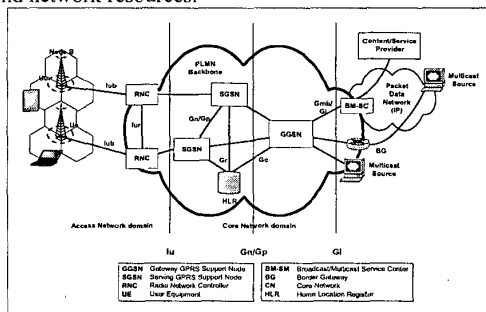 nd network resources.
Node B
Content/Service
Provider
PLMN
Backbone
Uu
Iub
RNC
SGSN
Gmb/
Gi
BM-SC
Packet
Data
Network
(IP)
Multicast
Source
Iur
Gn/Gp
GGSN
Iub
RNC
SGSN
Gr
Gc
BG
Multicast
Source
HLR
Access Network domain
Core Network domain
Iu
Gn/Gp
Gi
GGSN Gateway GPRS Support Node
SGSN Serving GPRS Support Node
RNC Radio Network Controller
UE User Equipment
BM-SM Broadcast/Multicast Service Center
BG Border Gateway
CN Core Network
HLR Home Location Register